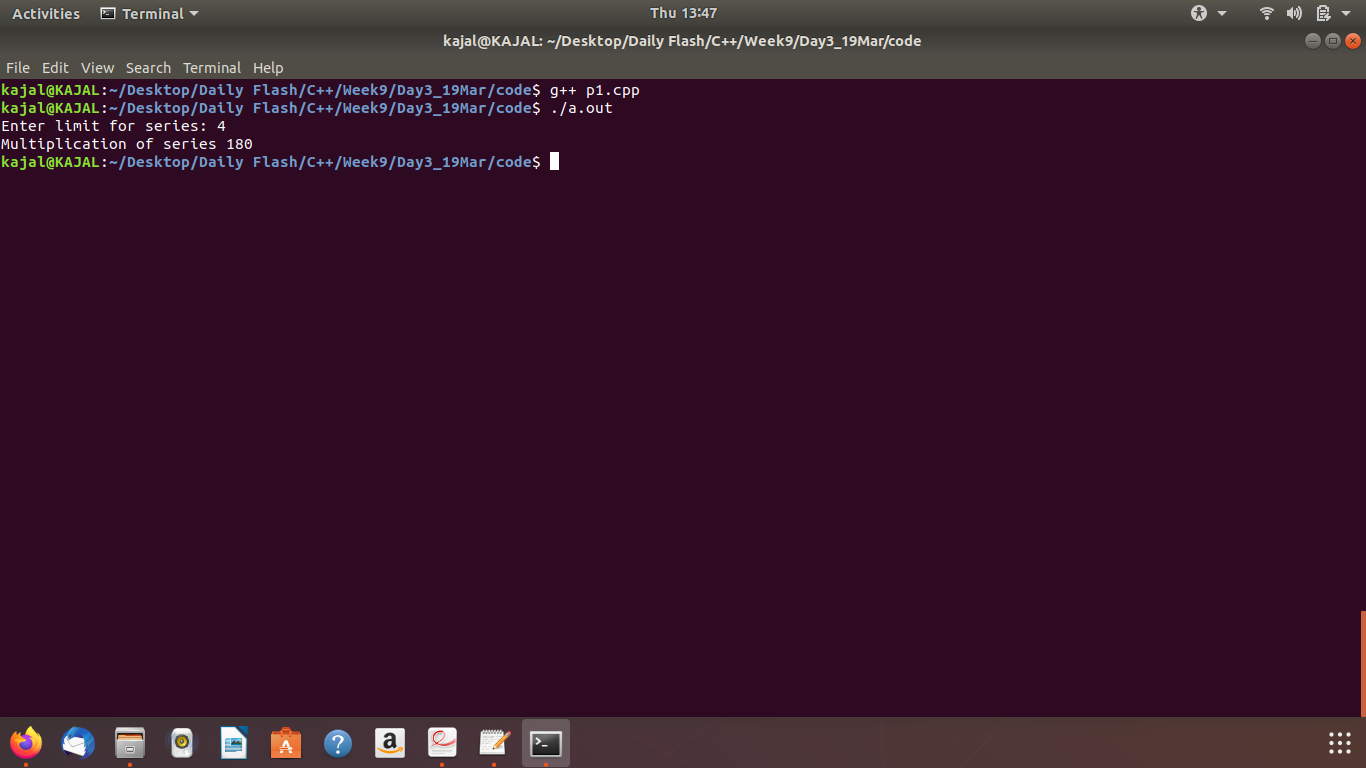 Activities Terminal Thu 13:47
kajal@KAJAL: ~/Desktop/Daily Flash/C++/Week9/Day3_19Mar/code
File Edit View Search Terminal Help
kajal@KAJAL:~/Desktop/Daily Flash/C++/Week9/Day3_19Mar/code$ g++ p1.cpp
kajal@KAJAL:~/Desktop/Daily Flash/C++/Week9/Day3_19Mar/code$ ./a.out
Enter limit for series: 4
Multiplication of series 180
kajal@KAJAL:~/Desktop/Daily Flash/C++/Week9/Day3_19Mar/code$